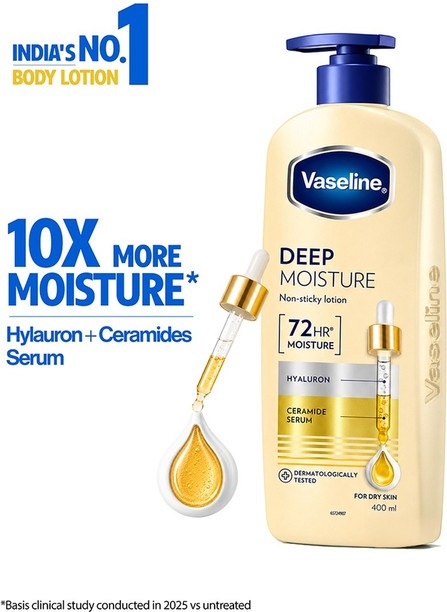 INDIA'S NO.1
BODY LOTION
10X MORE
MOISTURE*
Hylauron+Ceramides
Serum
Vaseline®
DEEP
MOISTURE
Non-sticky lotion
72HR#
MOISTURE
HYALURON
CERAMIDE
SERUM
DERMATOLOGICALLY
TESTED
FOR DRY SKIN
400 ml
Vaseline
*Basis clinical study conducted in 2025 vs untreated